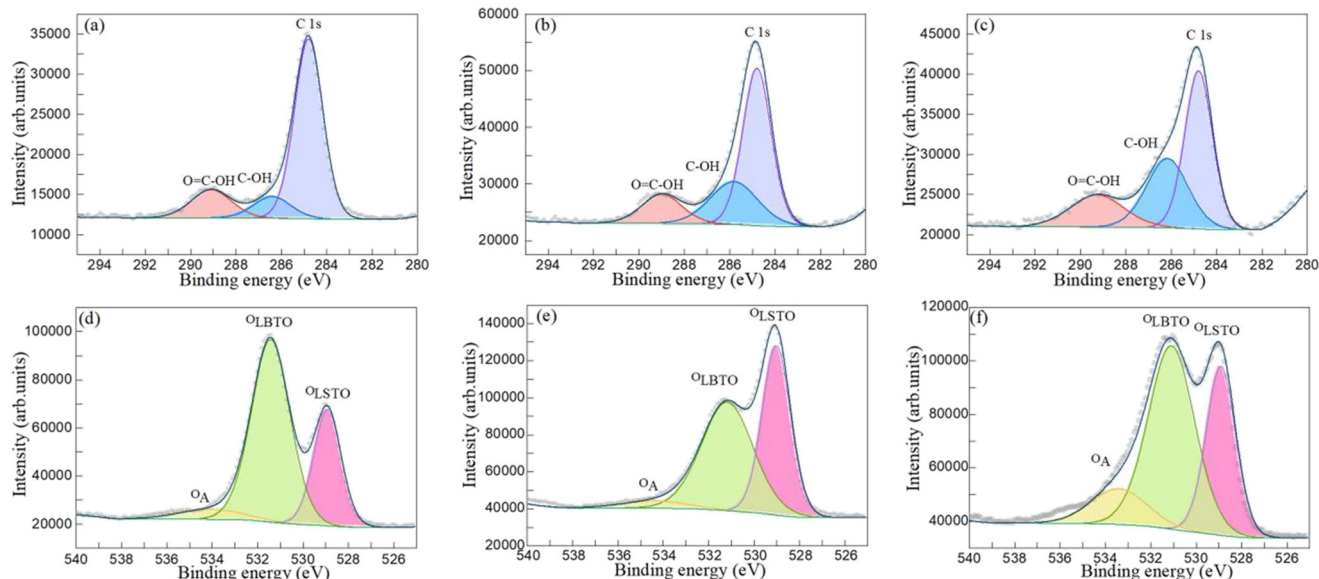 (a)
C 1s
O=C-OH
C-OH
Intensity (arb.units)
35000
30000
25000
20000
15000
10000
294 292 290 288 286 284 282 280
Binding energy (eV)
(b)
C 1s
C-OH
O=C-OH
Intensity (arb.units)
60000
50000
40000
30000
20000
294 292 290 288 286 284 282 280
Binding energy (eV)
(c)
C 1s
C-OH
O=C-OH
Intensity (arb.units)
45000
40000
35000
30000
25000
20000
294 292 290 288 286 284 282 280
Binding energy (eV)
(d)
OLBTO
OLSTO
OA
Intensity (arb.units)
100000
80000
60000
40000
20000
540 538 536 534 532 530 528 526
Binding energy (eV)
(e)
OLSTO
OLBTO
OA
Intensity (arb.units)
140000
120000
100000
80000
60000
40000
20000
540 538 536 534 532 530 528 526
Binding energy (eV)
(f)
OLBTO
OLSTO
OA
Intensity (arb.units)
120000
100000
80000
60000
40000
540 538 536 534 532 530 528 526
Binding energy (eV)